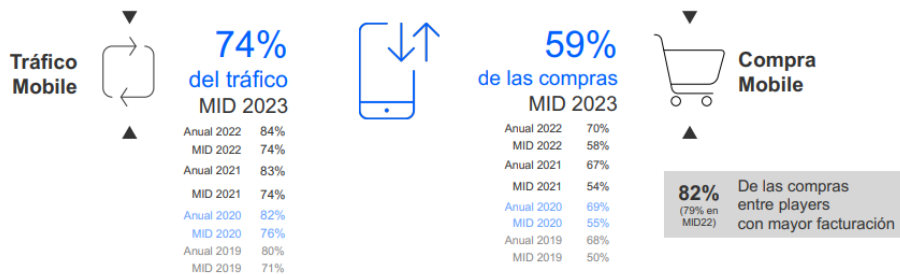 Tráfico
Mobile
74%
del tráfico
MID 2023
Anual 2022 84%
MID 2022 74%
Anual 2021 83%
MID 2021 74%
Anual 2020 82%
MID 2020 76%
Anual 2019 80%
MID 2019 71%
59%
de las compras
MID 2023
Anual 2022 70%
MID 2022 58%
Anual 2021 67%
MID 2021 54%
Anual 2020 69%
MID 2020 55%
Anual 2019 68%
MID 2019 50%
Compra
Mobile
82%
(79% en
MID22)
De las compras
entre players
con mayor facturación